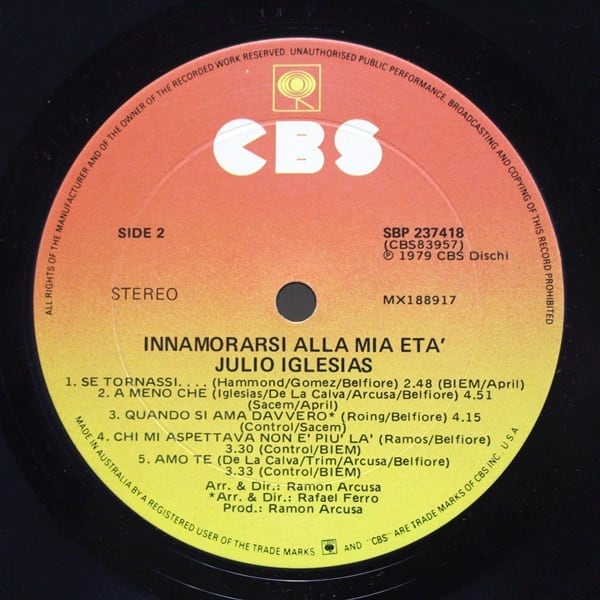 ALL RIGHTS OF THE MANUFACTURER AND OF THE OWNER OF THE RECORDED WORK RESERVED. UNAUTHORISED PUBLIC PERFORMANCE, BROADCASTING AND COPYING OF THIS RECORD PROHIBITED
CBS
SIDE 2
SBP 237418
(CBS83957)
℗ 1979 CBS Dischi
STEREO
MX188917
INNAMORARSI ALLA MIA ETA'
JULIO IGLESIAS
1. SE TORNASSI.... (Hammond/Gomez/Belfiore) 2.48 (BIEM/April)
2. A MENO CHE (Iglesias/De La Calva/Arcusa/Belfiore) 4.51
(Sacem/April)
3. QUANDO SI AMA DAVVERO* (Roing/Belfiore) 4.15
(Control/Sacem)
4. CHI MI ASPETTAVA NON E' PIU' LA' (Ramos/Belfiore)
3.30 (Control/BIEM)
5. AMO TE (De La Calva/Trim/Arcusa/Belfiore)
3.33 (Control/BIEM)
Arr. & Dir.: Ramon Arcusa
*Arr. & Dir.: Rafael Ferro
Prod.: Ramon Arcusa
MADE IN AUSTRALIA BY A REGISTERED USER OF THE TRADE MARKS AND "CBS" ARE TRADE MARKS OF CBS INC. U S A